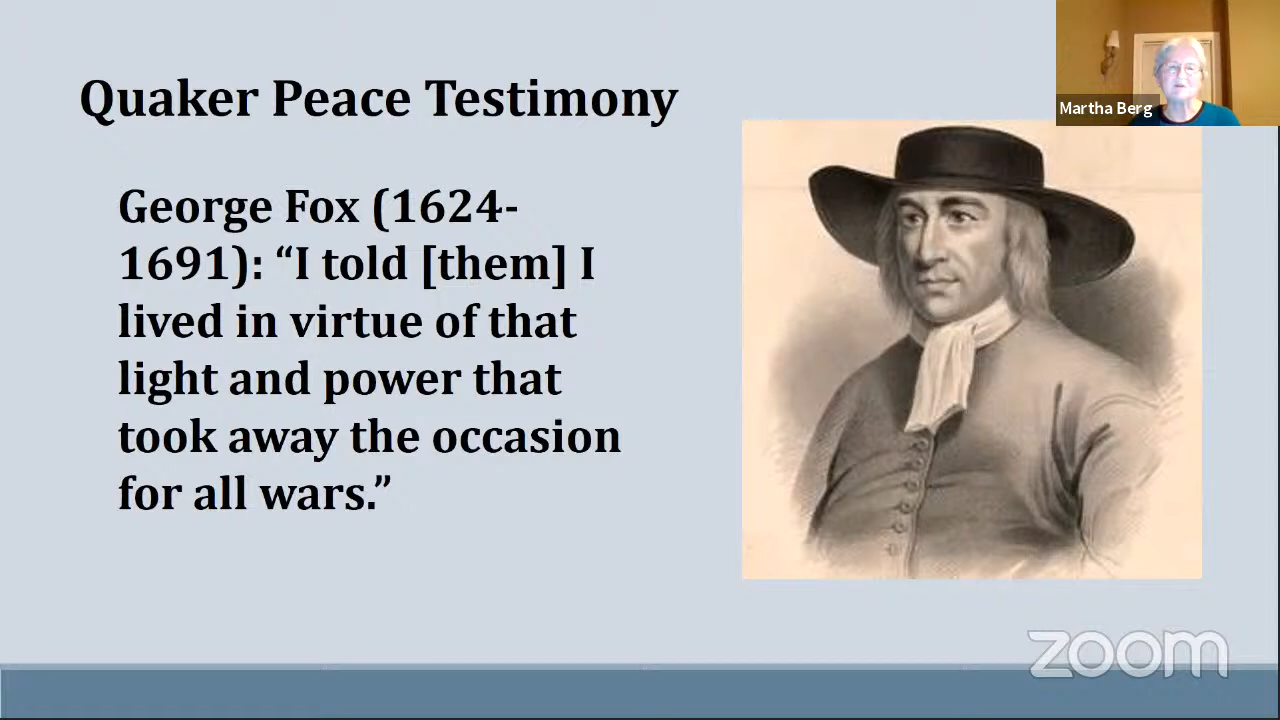 Quaker Peace Testimony
Martha Berg
George Fox (1624-
1691): “I told [them] I
lived in virtue of that
light and power that
took away the occasion
for all wars.”
zoom